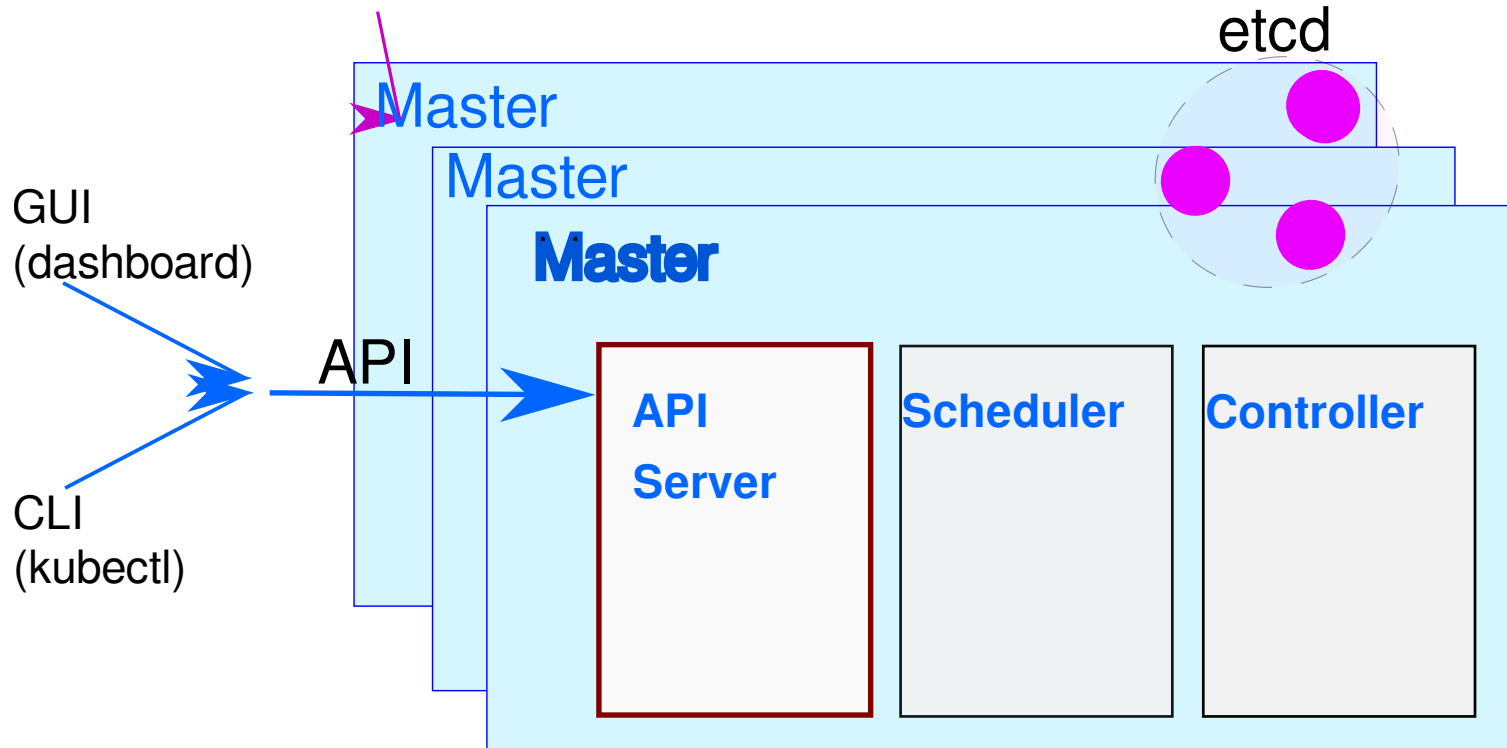 etcd
Master
Master
GUI
(dashboard)
Master
API
API
Server
Scheduler
Controller
CLI
(kubectl)